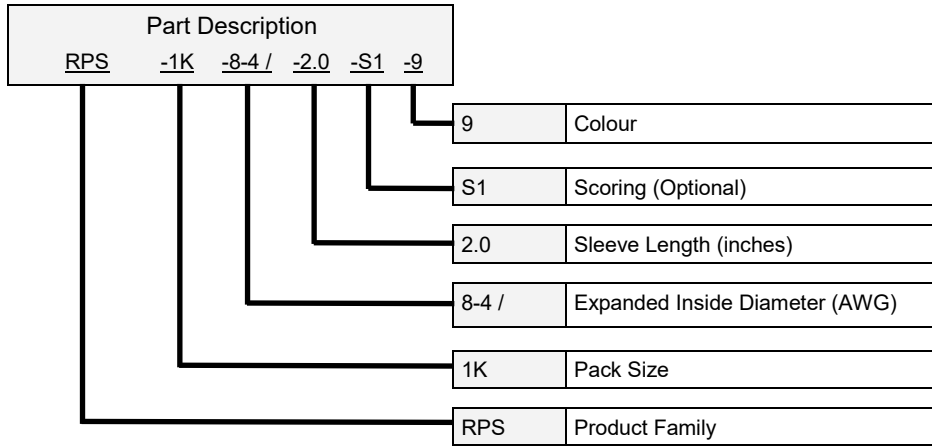 Part Description
RPS -1K -8-4 / -2.0 -S1 -9
9 Colour
S1 Scoring (Optional)
2.0 Sleeve Length (inches)
8-4 / Expanded Inside Diameter (AWG)
1K Pack Size
RPS Product Family